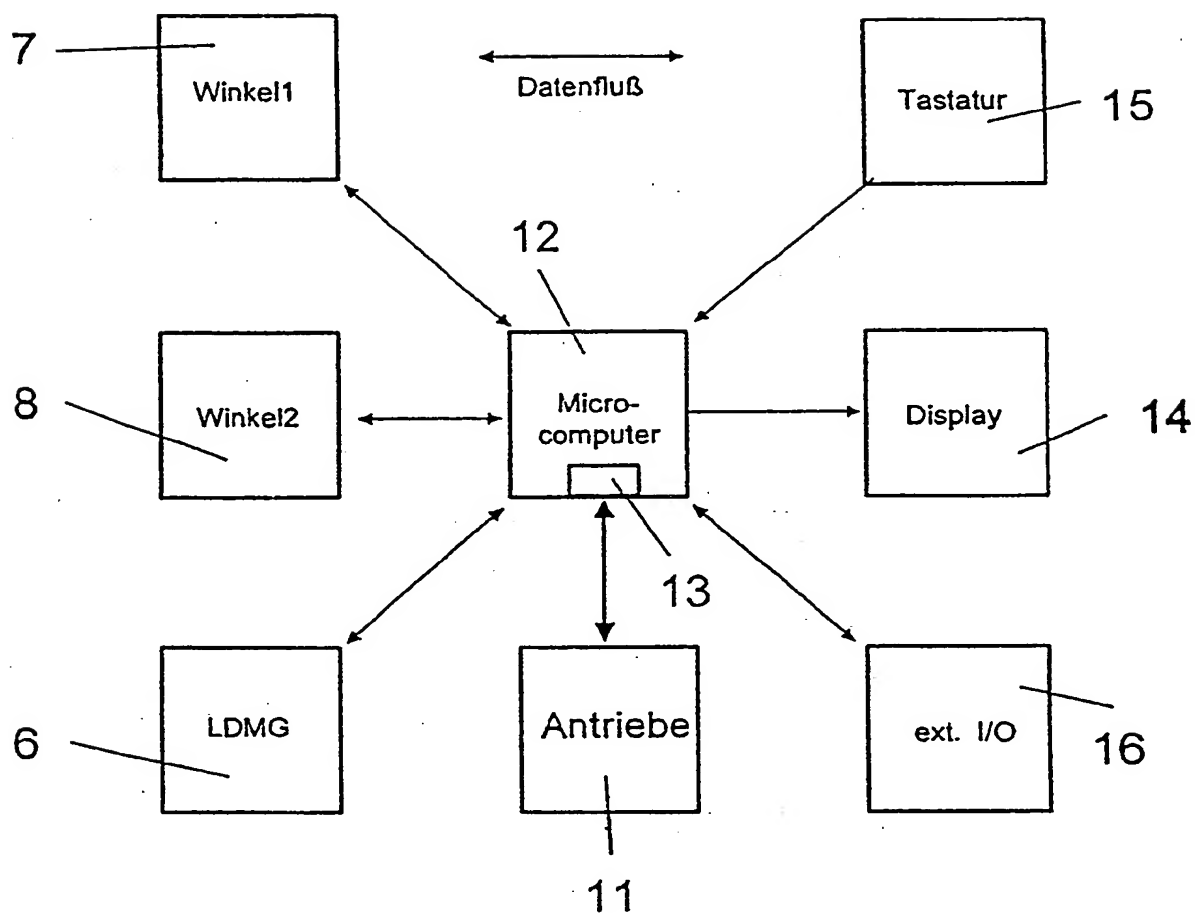 7
Winkel1
Datenfluß
Tastatur
15
12
8
Winkel2
Micro-
computer
Display
14
13
6
LDMG
Antriebe
ext. I/O
16
11